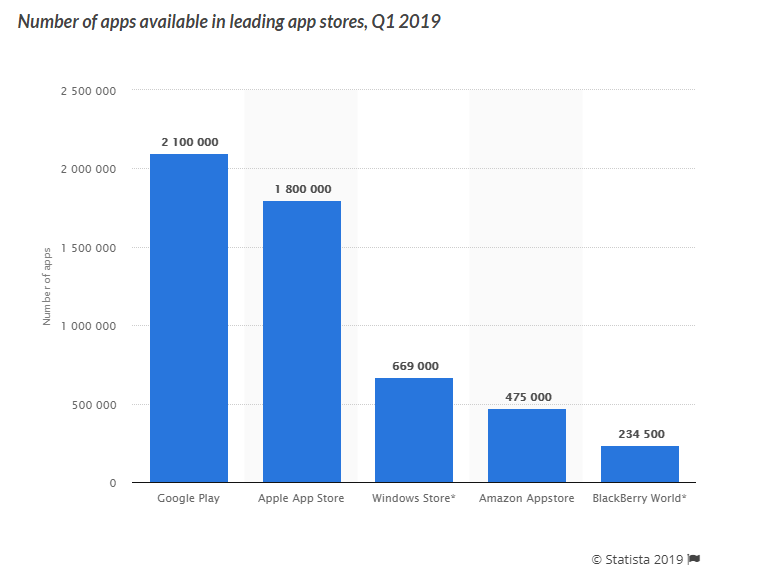 Number of apps available in leading app stores, Q1 2019
2 500 000
2 000 000
1 500 000
1 000 000
500 000
0
Number of apps
2 100 000
1 800 000
669 000
475 000
234 500
Google Play
Apple App Store
Windows Store*
Amazon Appstore
BlackBerry World*
© Statista 2019